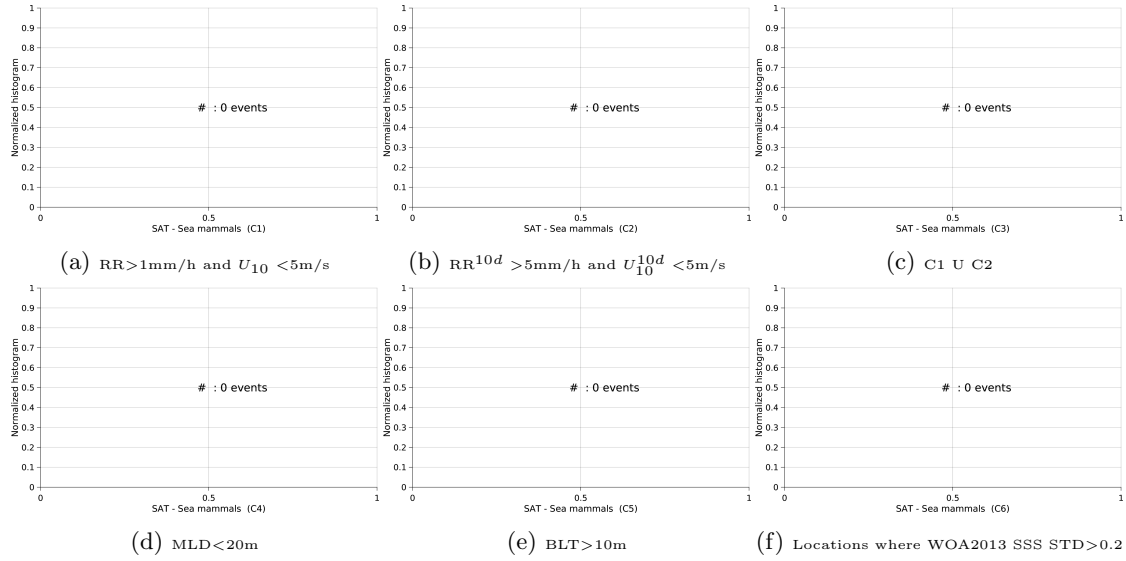 1
0.9
0.8
0.7
0.6
0.5
0.4
0.3
0.2
0.1
0
Normalized histogram
# : 0 events
0 0.5 1
SAT - Sea mammals (C1)
(a) RR>1mm/h and U10 <5m/s
1
0.9
0.8
0.7
0.6
0.5
0.4
0.3
0.2
0.1
0
Normalized histogram
# : 0 events
0 0.5 1
SAT - Sea mammals (C2)
(b) RR10d >5mm/h and U10d10 <5m/s
1
0.9
0.8
0.7
0.6
0.5
0.4
0.3
0.2
0.1
0
Normalized histogram
# : 0 events
0 0.5 1
SAT - Sea mammals (C3)
(c) C1 U C2
1
0.9
0.8
0.7
0.6
0.5
0.4
0.3
0.2
0.1
0
Normalized histogram
# : 0 events
0 0.5 1
SAT - Sea mammals (C4)
(d) MLD<20m
1
0.9
0.8
0.7
0.6
0.5
0.4
0.3
0.2
0.1
0
Normalized histogram
# : 0 events
0 0.5 1
SAT - Sea mammals (C5)
(e) BLT>10m
1
0.9
0.8
0.7
0.6
0.5
0.4
0.3
0.2
0.1
0
Normalized histogram
# : 0 events
0 0.5 1
SAT - Sea mammals (C6)
(f) Locations where WOA2013 SSS STD>0.2